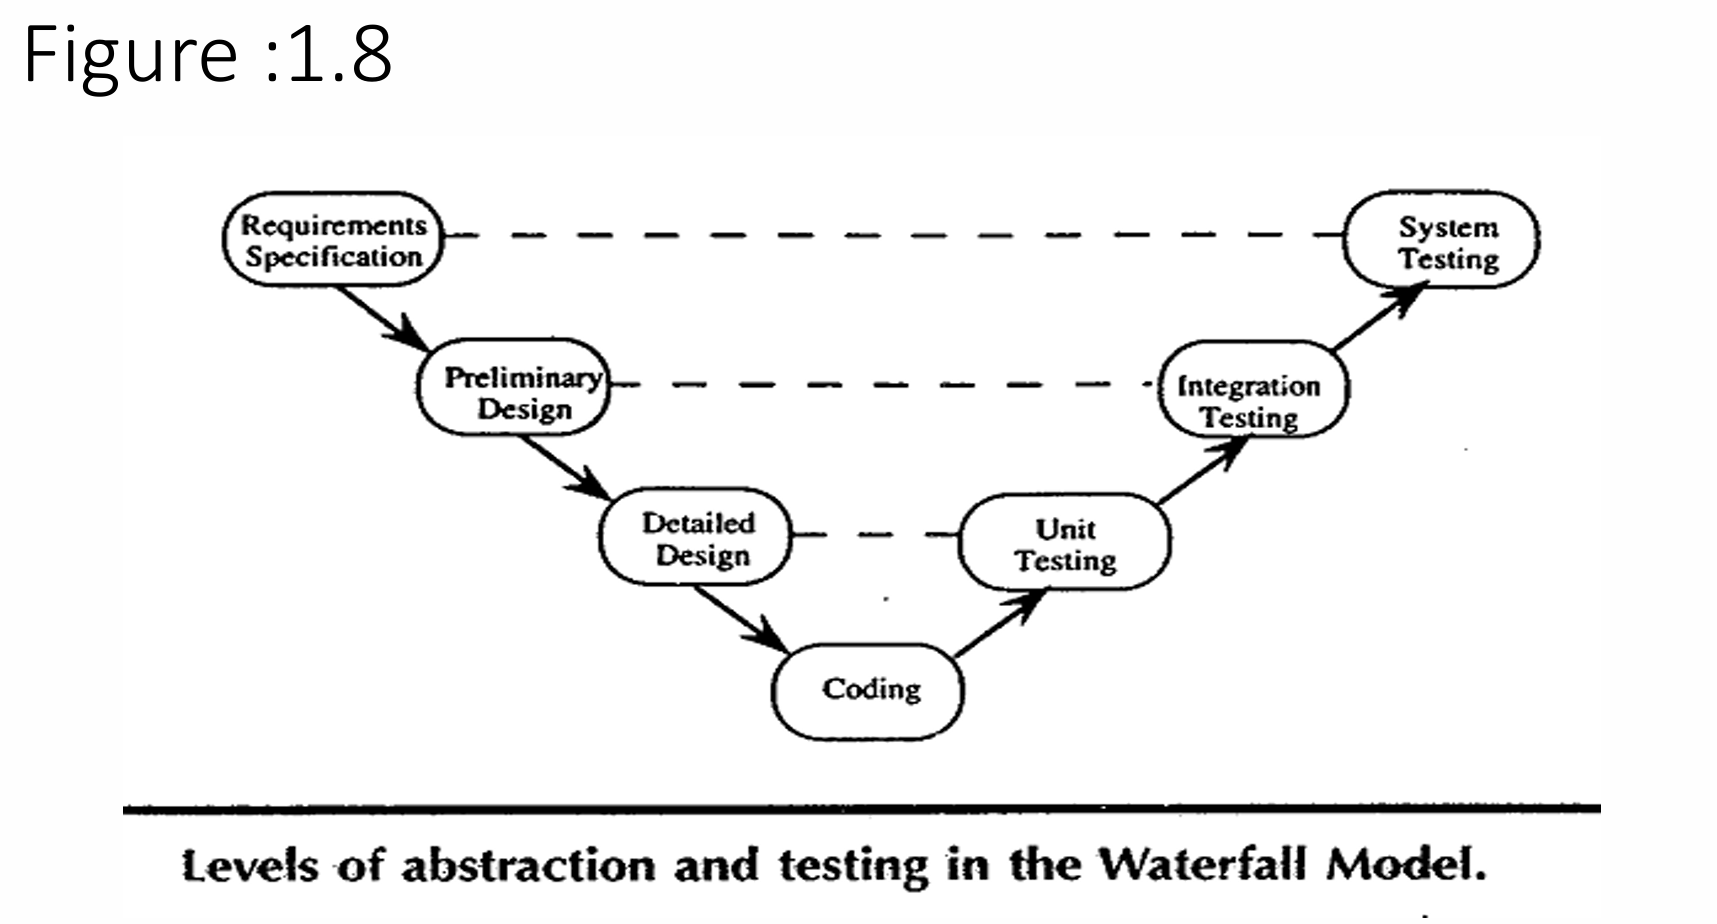 Figure :1.8
Requirements
Specification
System
Testing
Preliminary
Design
Integration
Testing
Detailed
Design
Unit
Testing
Coding
Levels of abstraction and testing in the Waterfall Model.